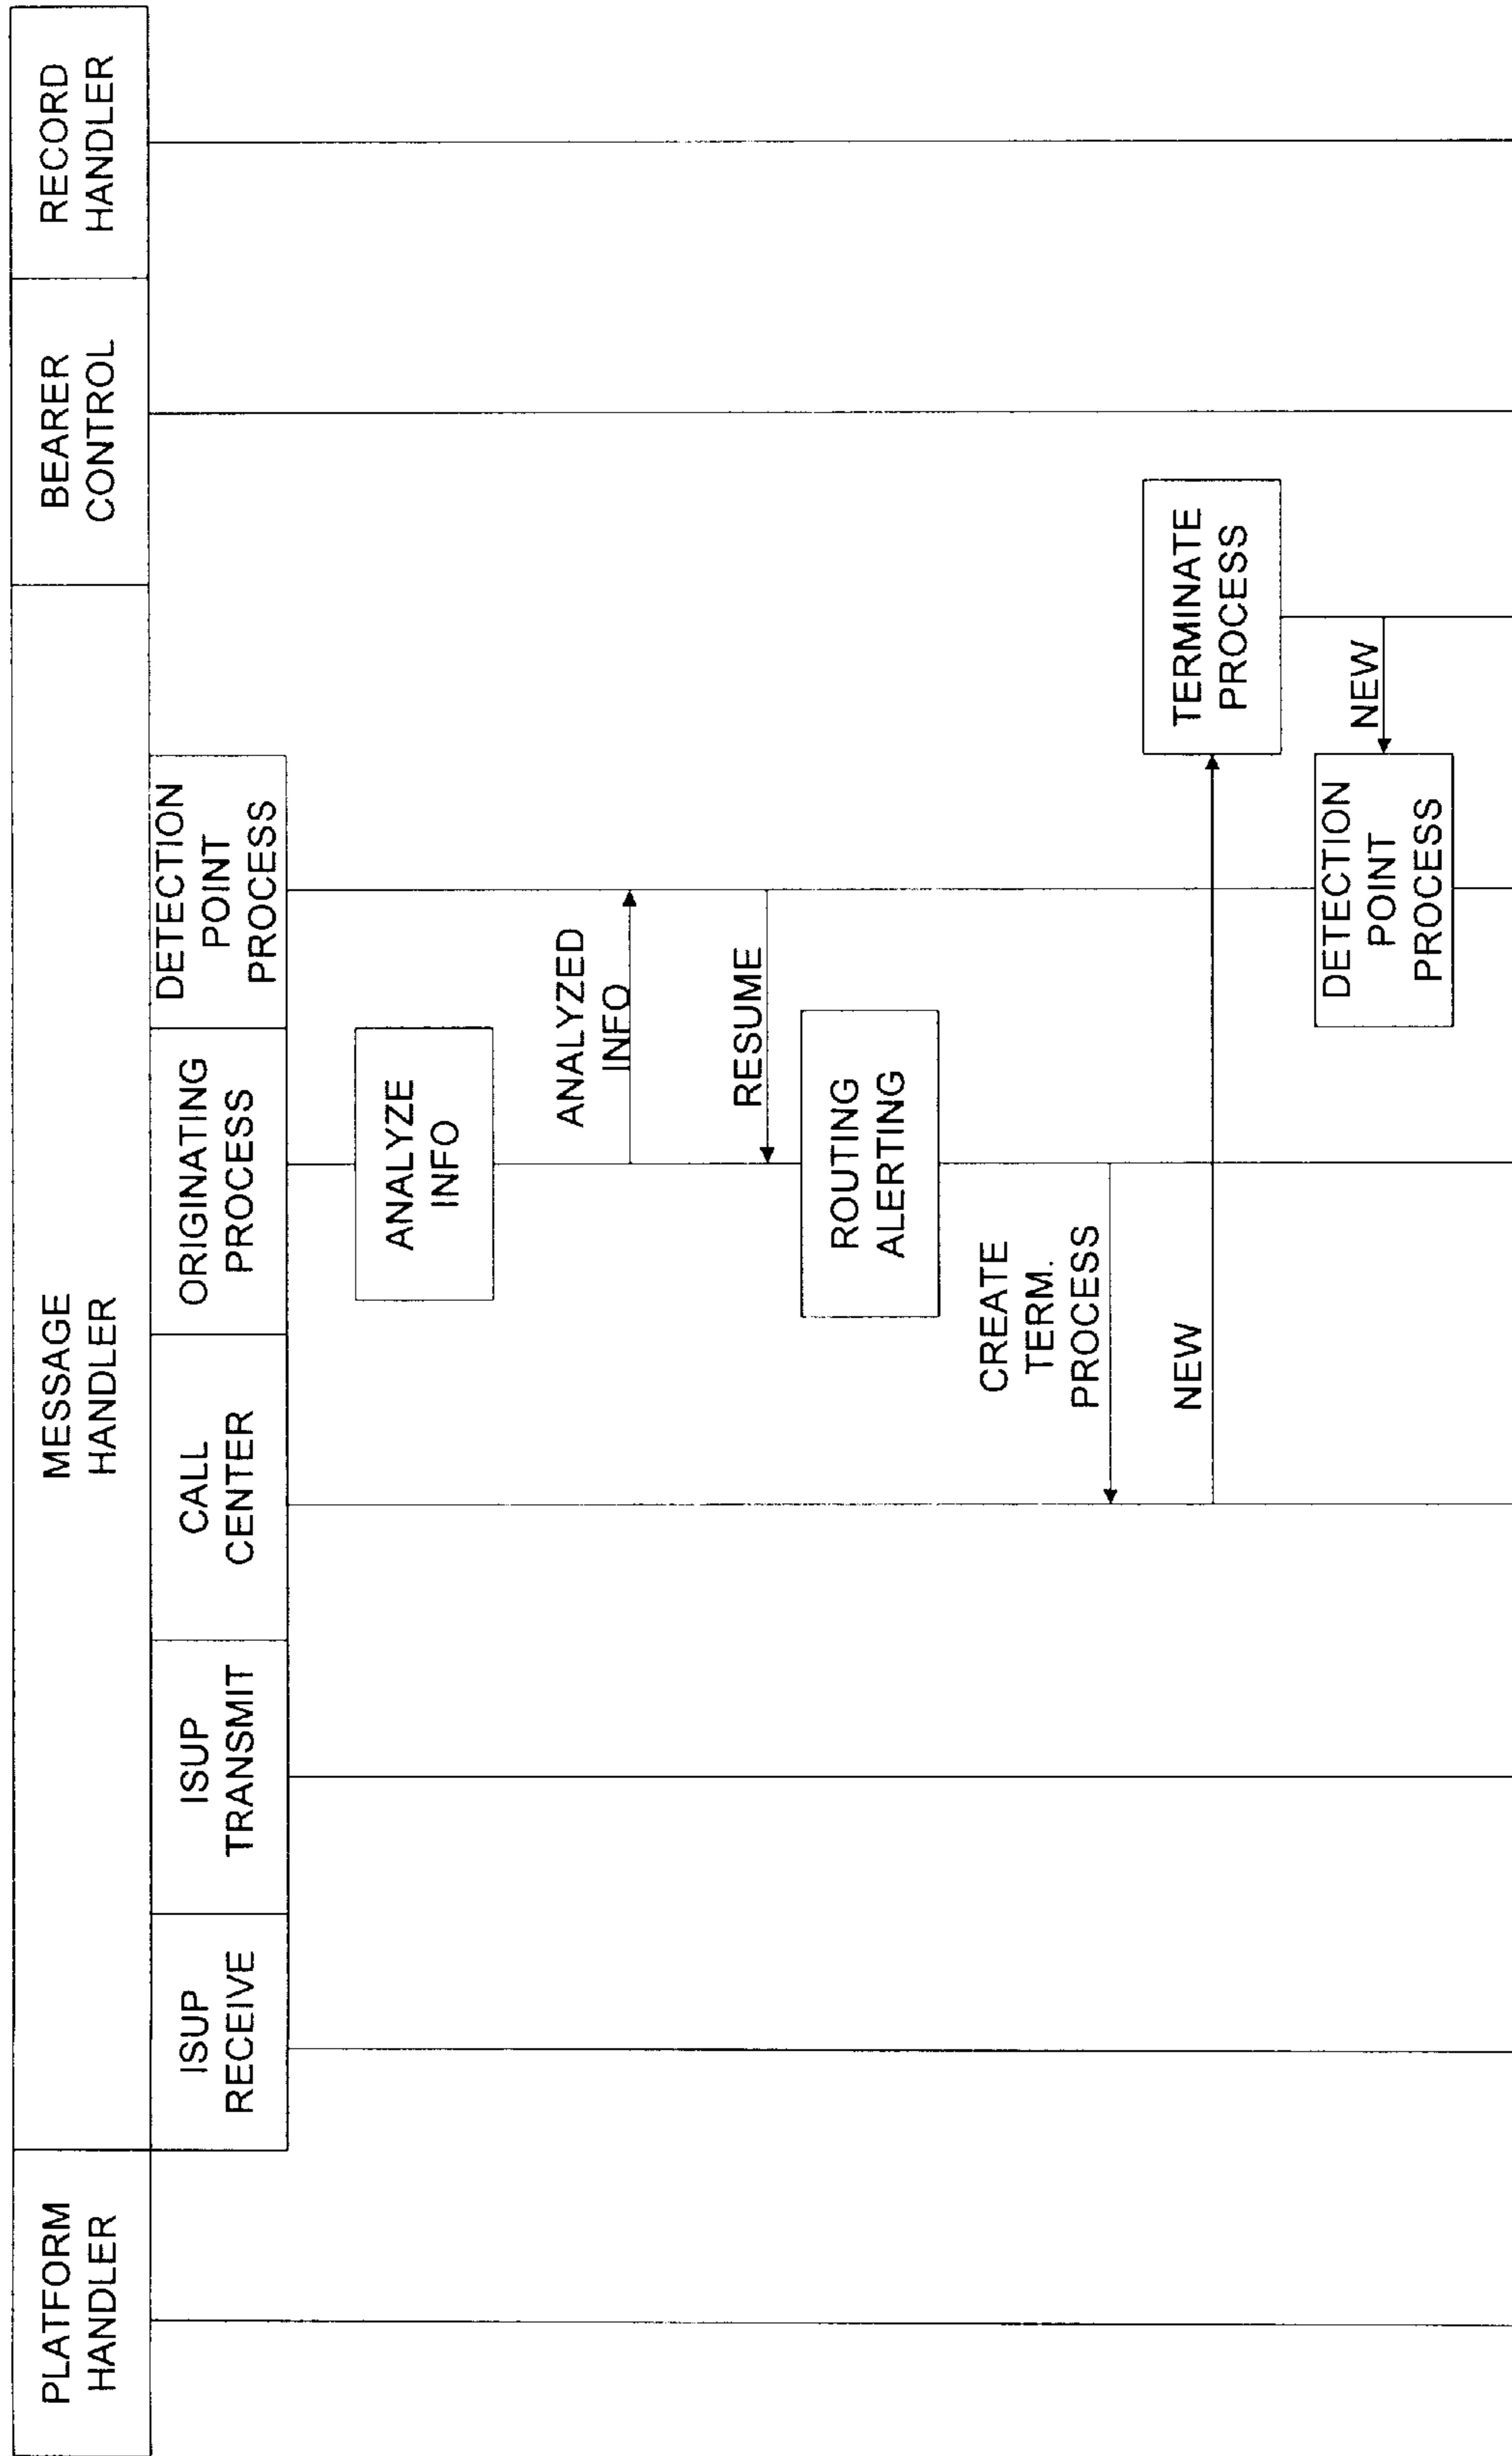 PLATFORM
HANDLER
MESSAGE
HANDLER
BEARER
CONTROL
RECORD
HANDLER
ISUP
RECEIVE
ISUP
TRANSMIT
CALL
CENTER
ORIGINATING
PROCESS
DETECTION
POINT
PROCESS
ANALYZE
INFO
ANALYZED
INFO
RESUME
ROUTING
ALERTING
CREATE
TERM.
PROCESS
NEW
TERMINATE
PROCESS
NEW
DETECTION
POINT
PROCESS